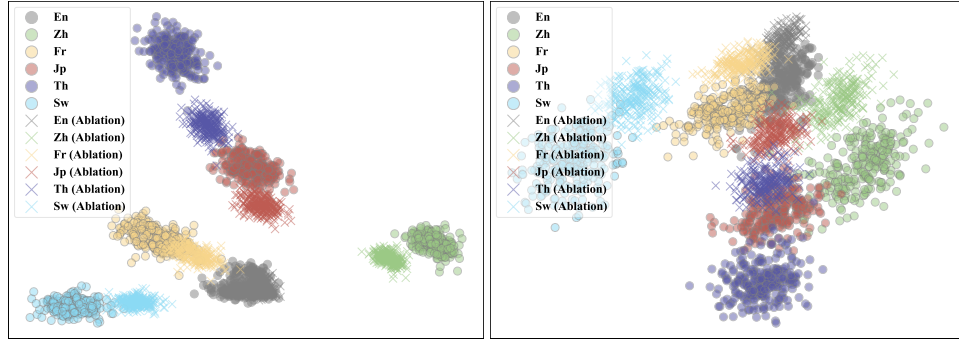 En
Zh
Fr
Jp
Th
Sw
En (Ablation)
Zh (Ablation)
Fr (Ablation)
Jp (Ablation)
Th (Ablation)
Sw (Ablation)
En
Zh
Fr
Jp
Th
Sw
En (Ablation)
Zh (Ablation)
Fr (Ablation)
Jp (Ablation)
Th (Ablation)
Sw (Ablation)